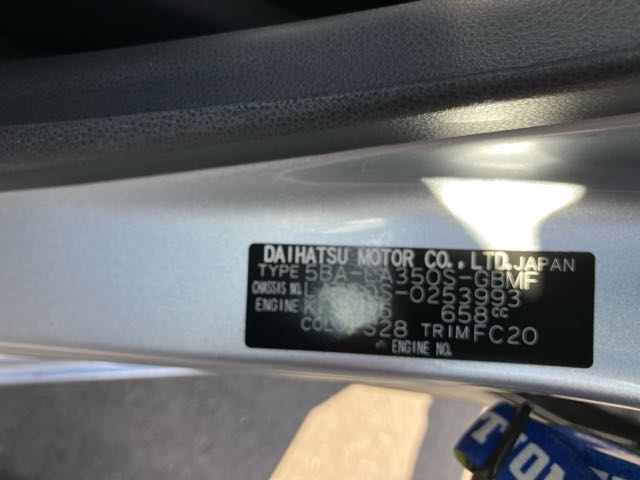 DAIHATSU MOTOR CO., LTD. JAPAN
TYPE 5BA-LA350S-GBMF
CHASSIS NO. -0253993
ENGINE 658cc
S28 TRIM FC20
ENGINE NO.